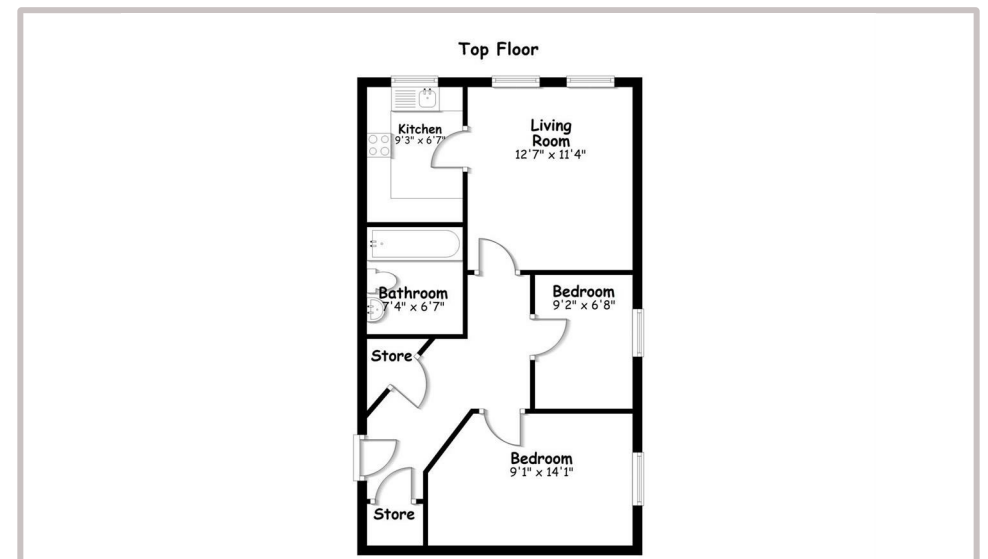 Top Floor
Kitchen
9'3" x 6'7"
Living
Room
12'7" x 11'4"
Bathroom
7'4" x 6'7"
Bedroom
9'2" x 6'8"
Store
Bedroom
9'1" x 14'1"
Store